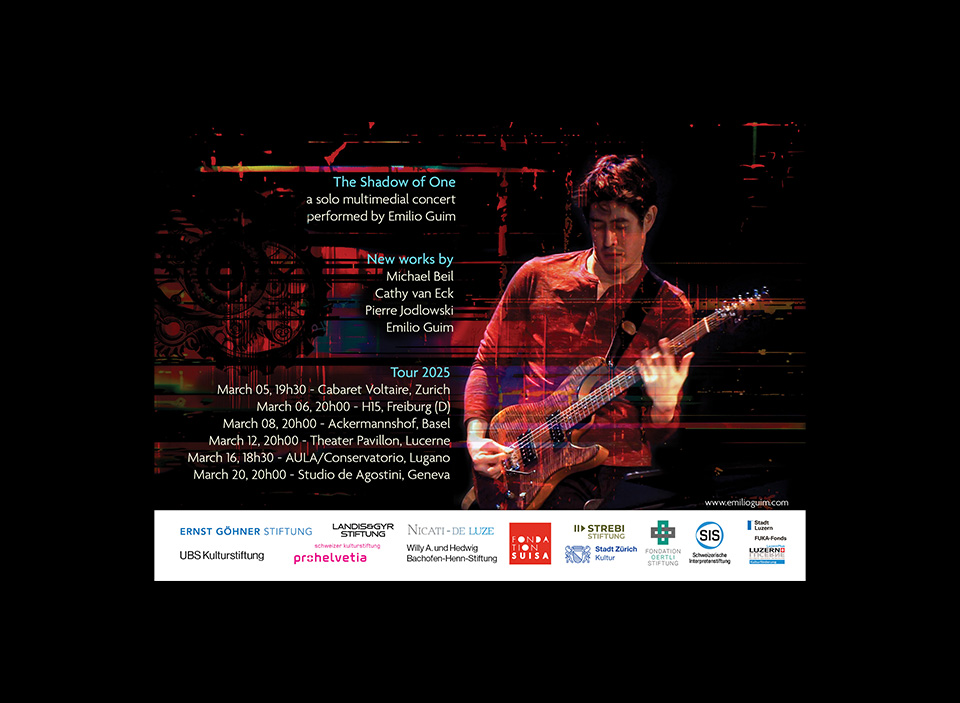 The Shadow of One
a solo multimedial concert
performed by Emilio Guim
New works by
Michael Beil
Cathy van Eck
Pierre Jodlowski
Emilio Guim
Tour 2025
March 05, 19h30 - Cabaret Voltaire, Zurich
March 06, 20h00 - H15, Freiburg (D)
March 08, 20h00 - Ackermannshof, Basel
March 12, 20h00 - Theater Pavillon, Lucerne
March 16, 18h30 - AULA/Conservatorio, Lugano
March 20, 20h00 - Studio de Agostini, Geneva
www.emilioguim.com
ERNST GÖHNER STIFTUNG
UBS Kulturstiftung
LANDIS&GYR
STIFTUNG
schweizer kulturstiftung
prohelvetia
NICATI-DE LUZE
Willy A. und Hedwig
Bachofen-Henn-Stiftung
FONDA
TION
SUISA
STREBI
STIFTUNG
Stadt Zürich
Kultur
FONDATION
OERTLI
STIFTUNG
SIS
Schweizerische
Interpretenstiftung
Stadt
Luzern
FUKA-Fonds
LUZERN
Kulturförderung